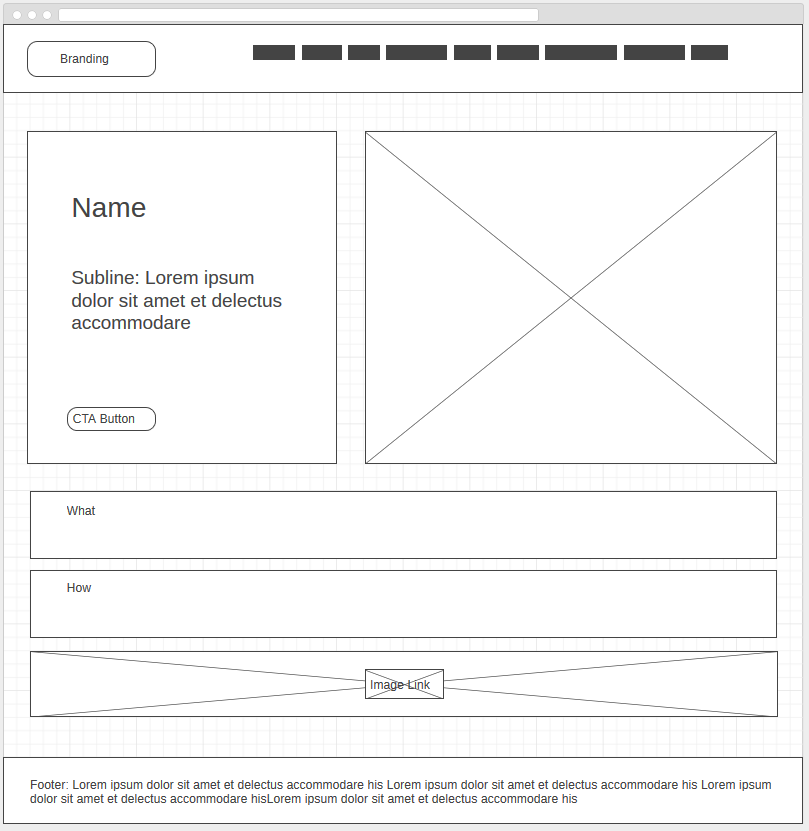 Branding
Name
Subline: Lorem ipsum
dolor sit amet et delectus
accommodare
CTA Button
What
How
Image Link
Footer: Lorem ipsum dolor sit amet et delectus accommodare his Lorem ipsum dolor sit amet et delectus accommodare his Lorem ipsum
dolor sit amet et delectus accommodare hisLorem ipsum dolor sit amet et delectus accommodare his